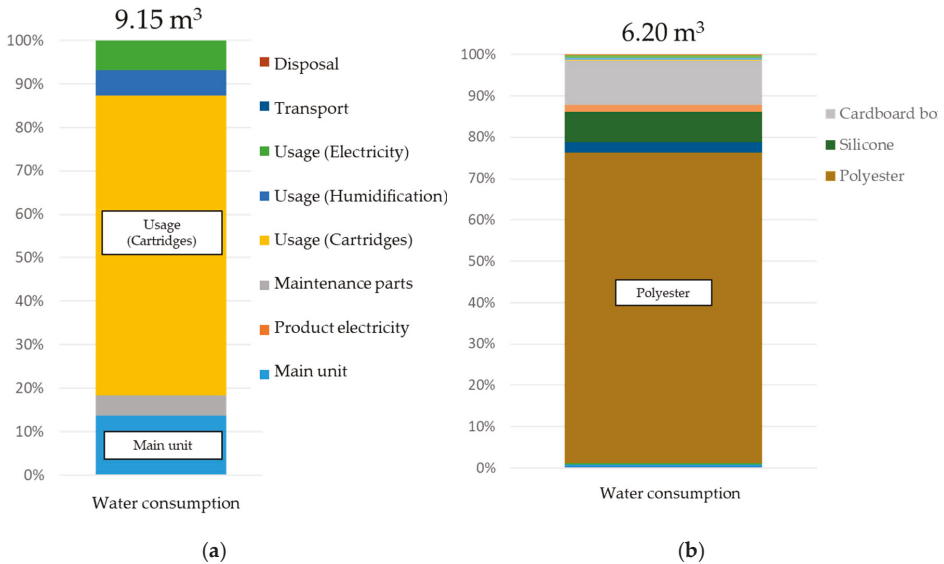 9.15 m³
100%
90%
80%
70%
60%
50%
40%
30%
20%
10%
0%
Usage
(Cartridges)
Main unit
Water consumption
Disposal
Transport
Usage (Electricity)
Usage (Humidification)
Usage (Cartridges)
Maintenance parts
Product electricity
Main unit
(a)
6.20 m³
100%
90%
80%
70%
60%
50%
40%
30%
20%
10%
0%
Polyester
Water consumption
Cardboard bo
Silicone
Polyester
(b)